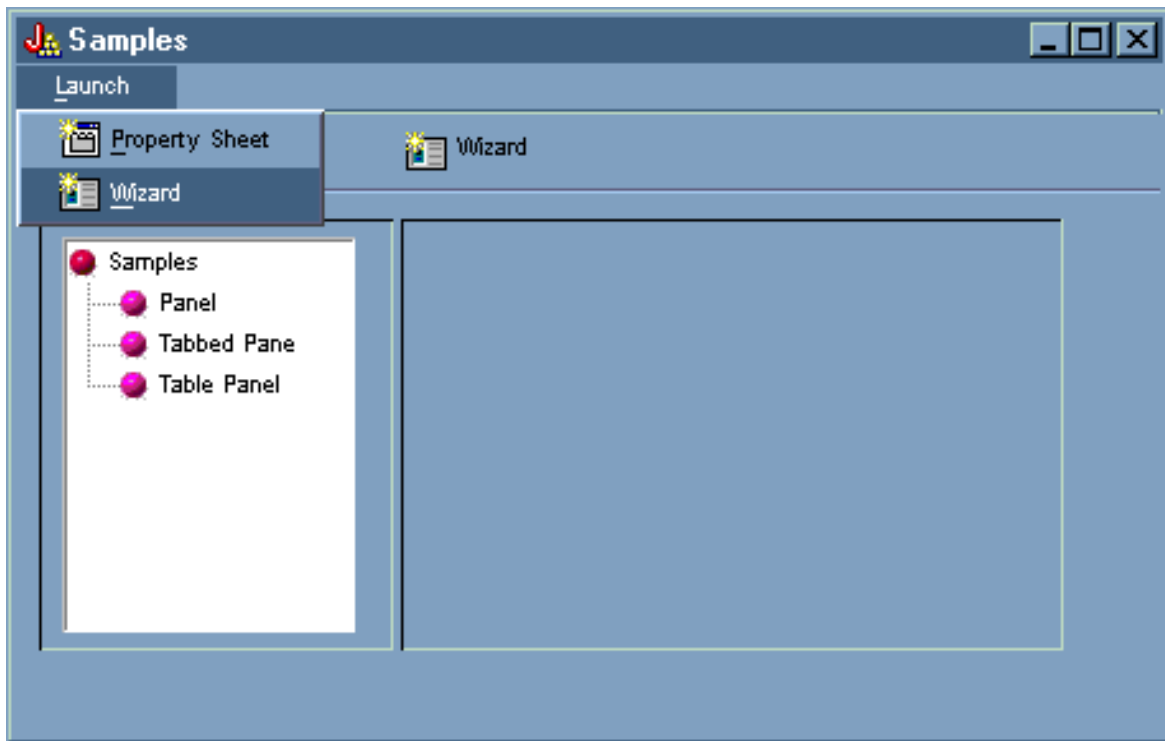 Samples
Launch
Property Sheet
Wizard
Wizard
Samples
Panel
Tabbed Pane
Table Panel